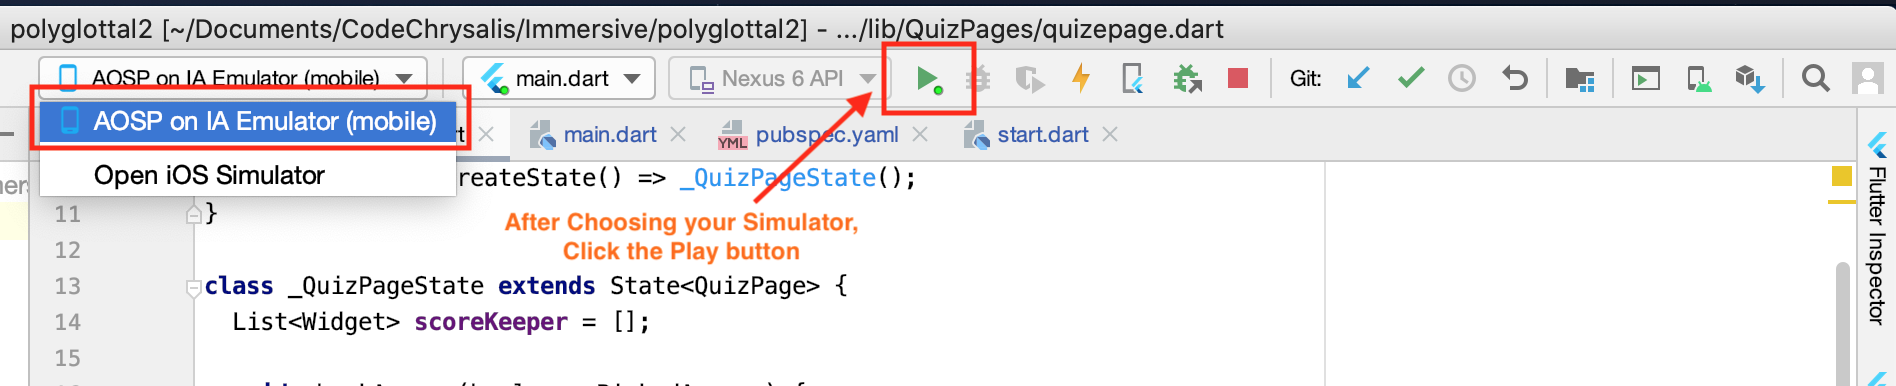 polyglottal2 [~/Documents/CodeChrysalis/Immersive/polyglottal2] - .../lib/QuizPages/quizepage.dart
AOSP on IA Emulator (mobile) main.dart Nexus 6 API Git:
AOSP on IA Emulator (mobile)
main.dart pubspec.yaml start.dart
YML
Open iOS Simulator
reateState() => _QuizPageState();
11 }
After Choosing your Simulator,
Click the Play button
12
13 class _QuizPageState extends State<QuizPage> {
14 List<Widget> scoreKeeper = [];
15
Flutter Inspector